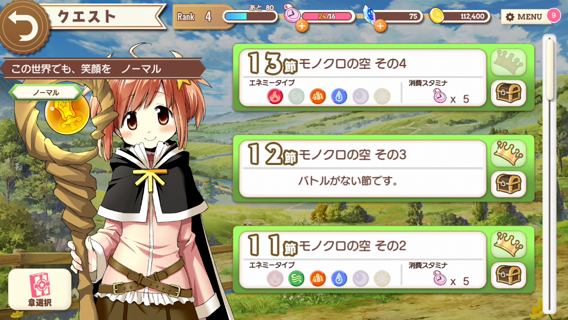 クエスト
Rank 4
あと 80
24/16
75
112,400
MENU
9
この世界でも、笑顔を ノーマル
ノーマル
章選択
13節 モノクロの空 その4
エネミータイプ
消費スタミナ
x 5
12節 モノクロの空 その3
バトルがない節です。
11節 モノクロの空 その2
エネミータイプ
消費スタミナ
x 5